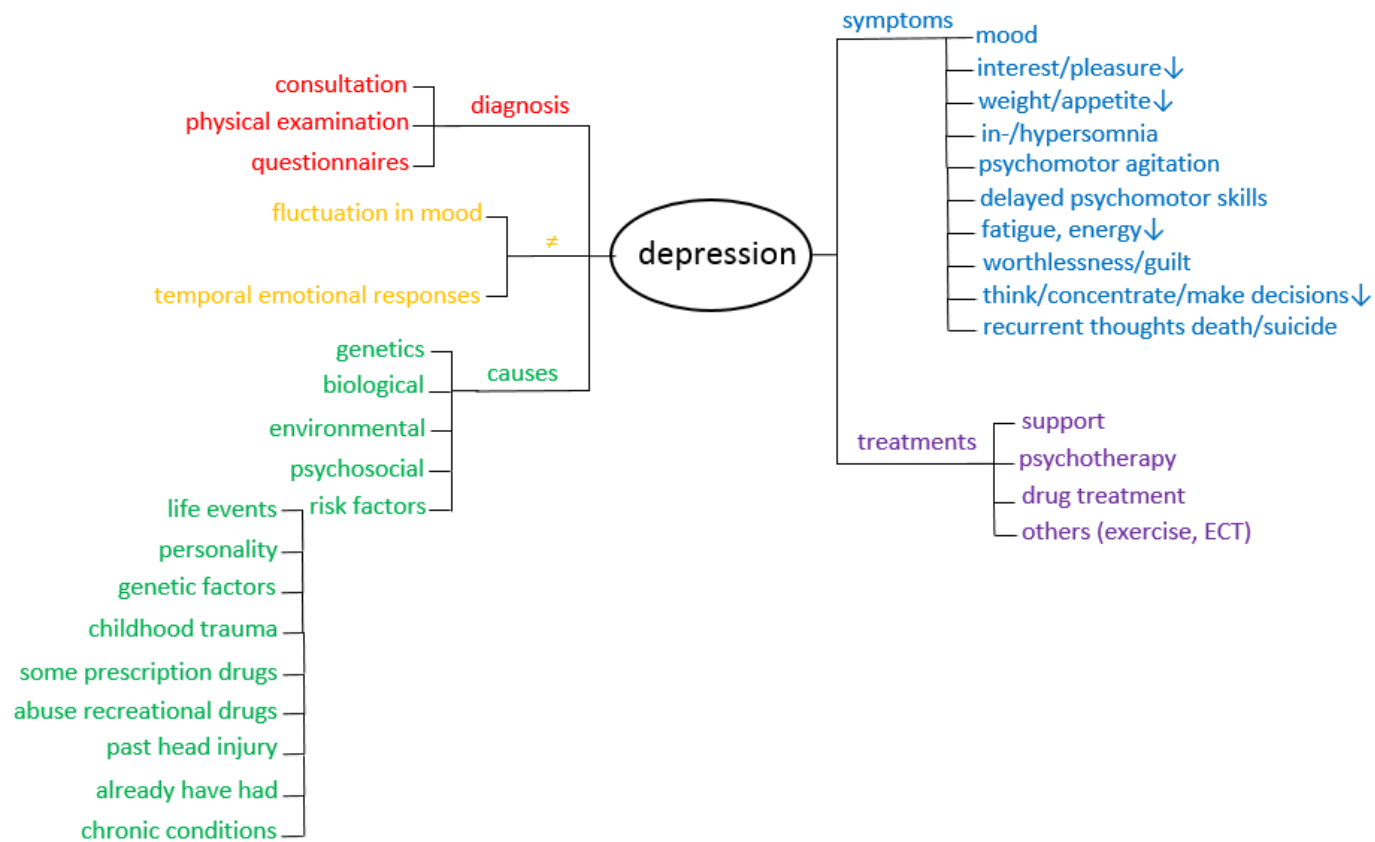 depression
diagnosis
consultation
physical examination
questionnaires
≠
fluctuation in mood
temporal emotional responses
causes
genetics
biological
environmental
psychosocial
risk factors
life events
personality
genetic factors
childhood trauma
some prescription drugs
abuse recreational drugs
past head injury
already have had
chronic conditions
symptoms
mood
interest/pleasure↓
weight/appetite↓
in-/hypersomnia
psychomotor agitation
delayed psychomotor skills
fatigue, energy↓
worthlessness/guilt
think/concentrate/make decisions↓
recurrent thoughts death/suicide
treatments
support
psychotherapy
drug treatment
others (exercise, ECT)